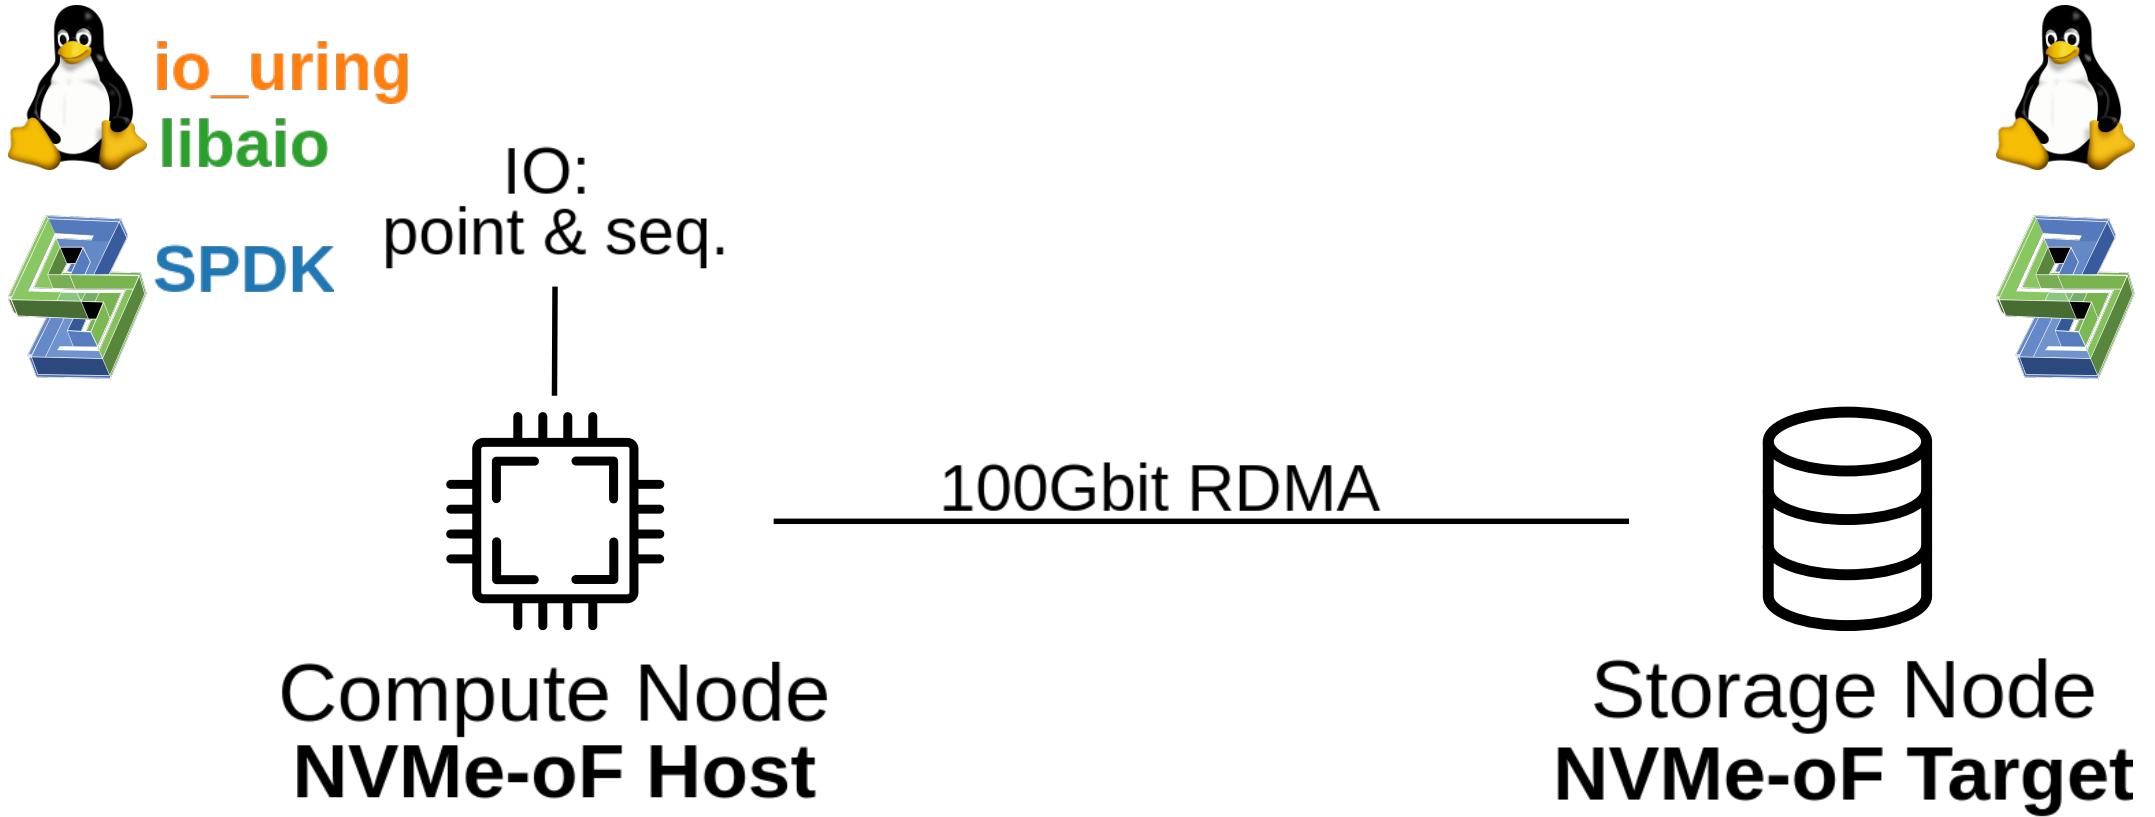 io_uring
libaio
SPDK
IO:
point & seq.
100Gbit RDMA
Compute Node
NVMe-oF Host
Storage Node
NVMe-oF Target